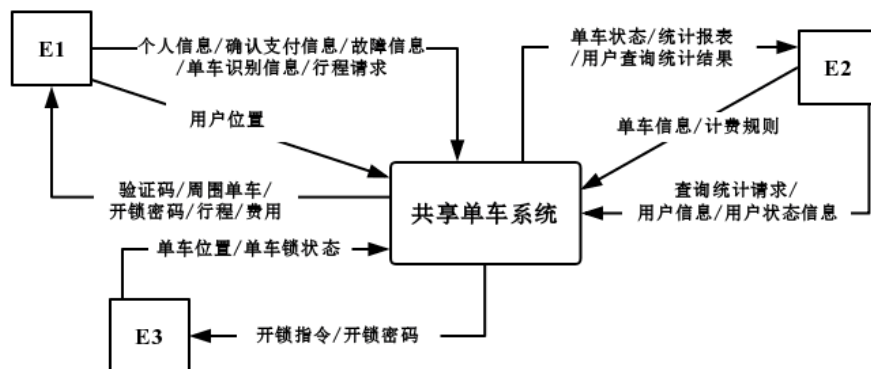 E1
个人信息/确认支付信息/故障信息
/单车识别信息/行程请求
单车状态/统计报表
/用户查询统计结果
E2
用户位置
单车信息/计费规则
验证码/周围单车/
开锁密码/行程/费用
共享单车系统
查询统计请求/
用户信息/用户状态信息
单车位置/单车锁状态
E3
开锁指令/开锁密码